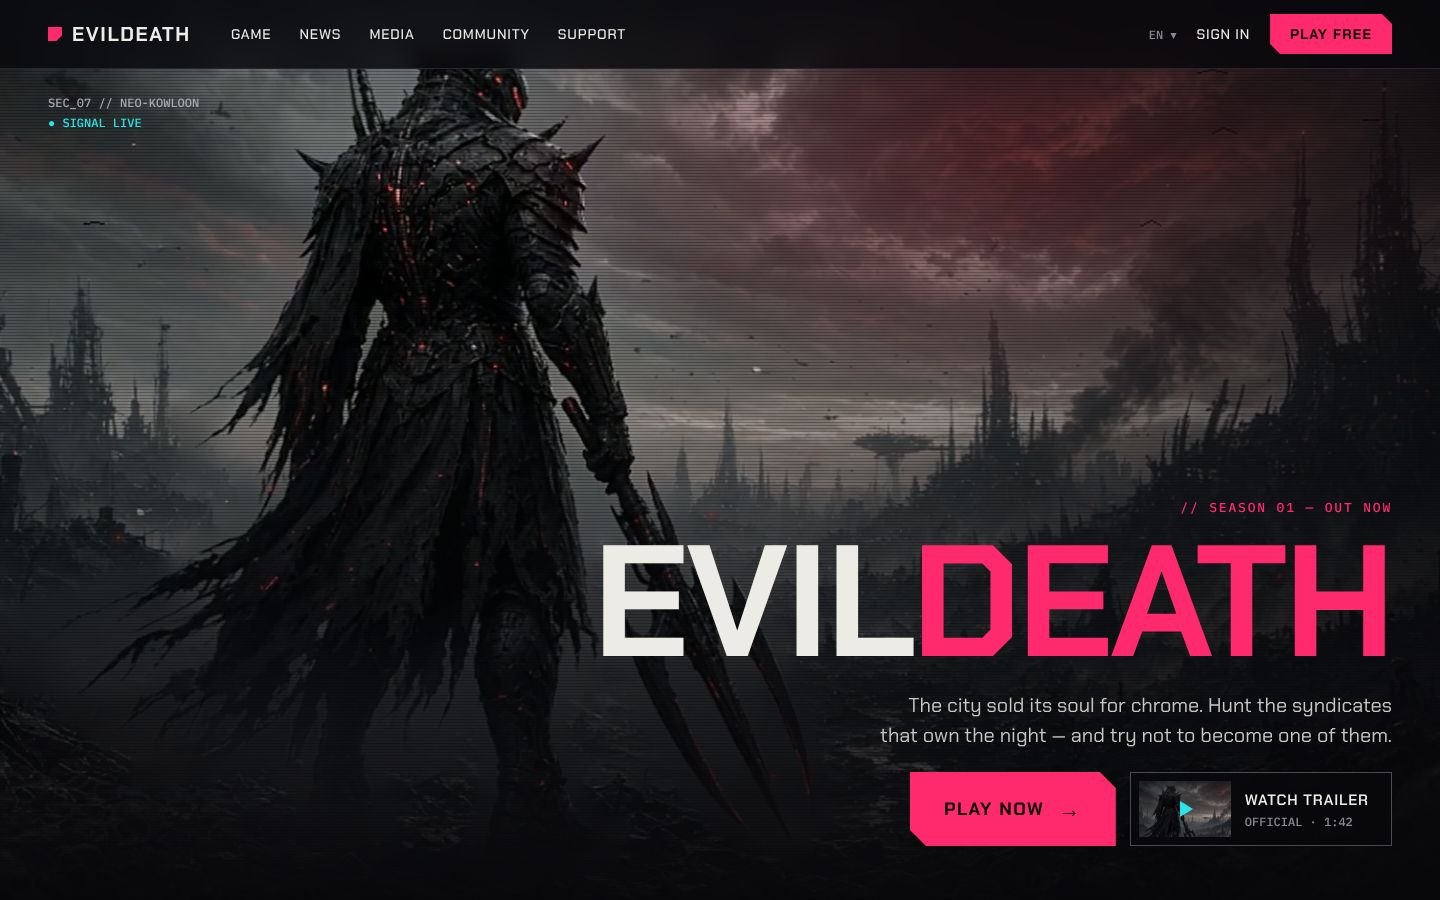 EVILDEATH
GAME
NEWS
MEDIA
COMMUNITY
SUPPORT
EN ▾
SIGN IN
PLAY FREE
SEC_07 // NEO-KOWLOON
● SIGNAL LIVE
// SEASON 01 — OUT NOW
EVILDEATH
The city sold its soul for chrome. Hunt the syndicates
that own the night — and try not to become one of them.
PLAY NOW →
WATCH TRAILER
OFFICIAL · 1:42